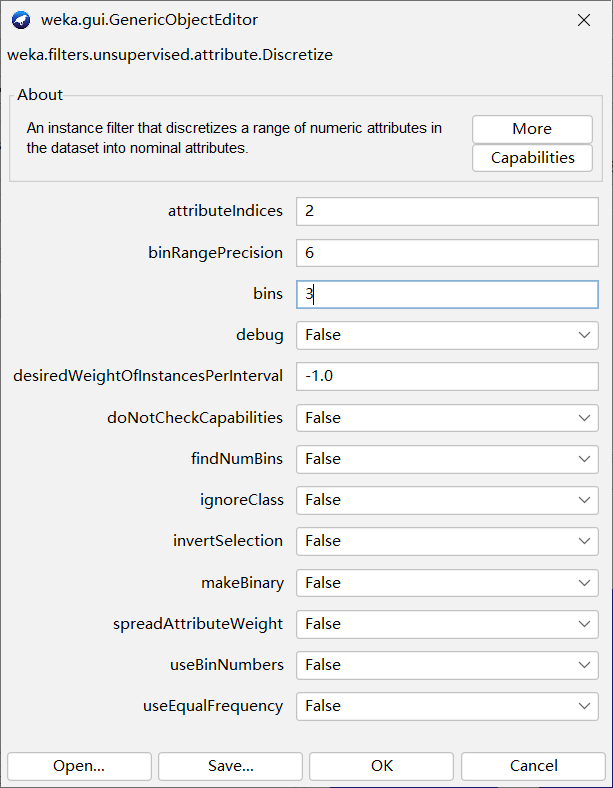 weka.gui.GenericObjectEditor
weka.filters.unsupervised.attribute.Discretize
About
An instance filter that discretizes a range of numeric attributes in
the dataset into nominal attributes.
More
Capabilities
attributeIndices 2
binRangePrecision 6
bins 3
debug False
desiredWeightOfInstancesPerInterval -1.0
doNotCheckCapabilities False
findNumBins False
ignoreClass False
invertSelection False
makeBinary False
spreadAttributeWeight False
useBinNumbers False
useEqualFrequency False
Open... Save... OK Cancel